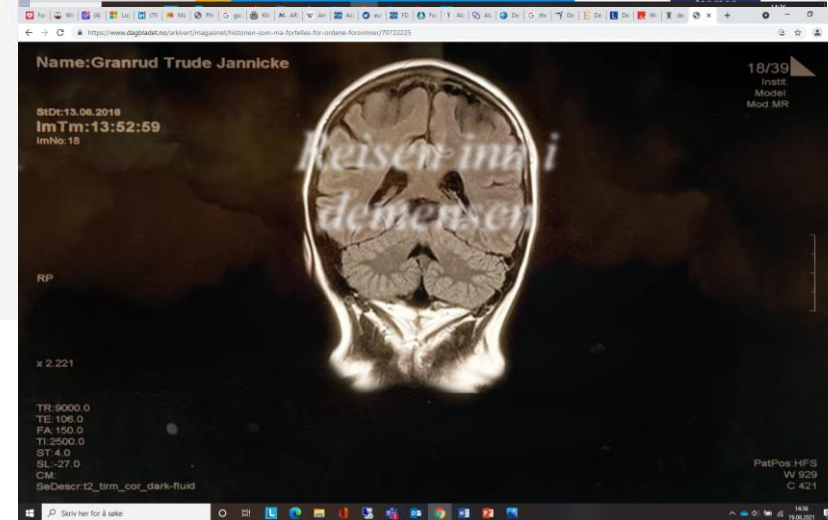 https://www.dagbladet.no/arkivert/magasinet/historien-som-ma-fortelles-for-ordene-forsvinner/70722225
Name:Granrud Trude Jannicke
18/39
Instit:
Model:
Mod:MR
StDt:13.06.2016
ImTm:13:52:59
ImNo:18
Reisen inn i
demensen
RP
x 2.221
TR:9000.0
TE:106.0
FA:150.0
TI:2500.0
ST:4.0
SL:-27.0
CM:
SeDescr:t2_tirm_cor_dark-fluid
PatPos:HFS
W 929
C 421
Skriv her for å søke
14:36
19.08.2021